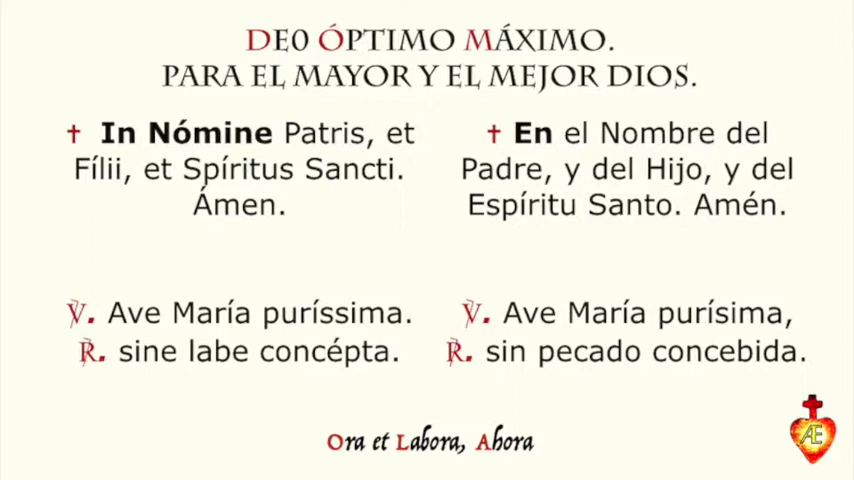 DE0 ÓPTIMO MÁXIMO.
PARA EL MAYOR Y EL MEJOR DIOS.
✝ In Nómine Patris, et
Fílii, et Spíritus Sancti.
Ámen.
✝ En el Nombre del
Padre, y del Hijo, y del
Espíritu Santo. Amén.
℣. Ave María puríssima.
℟. sine labe concépta.
℣. Ave María purísima,
℟. sin pecado concebida.
Ora et Labora, Ahora
Æ